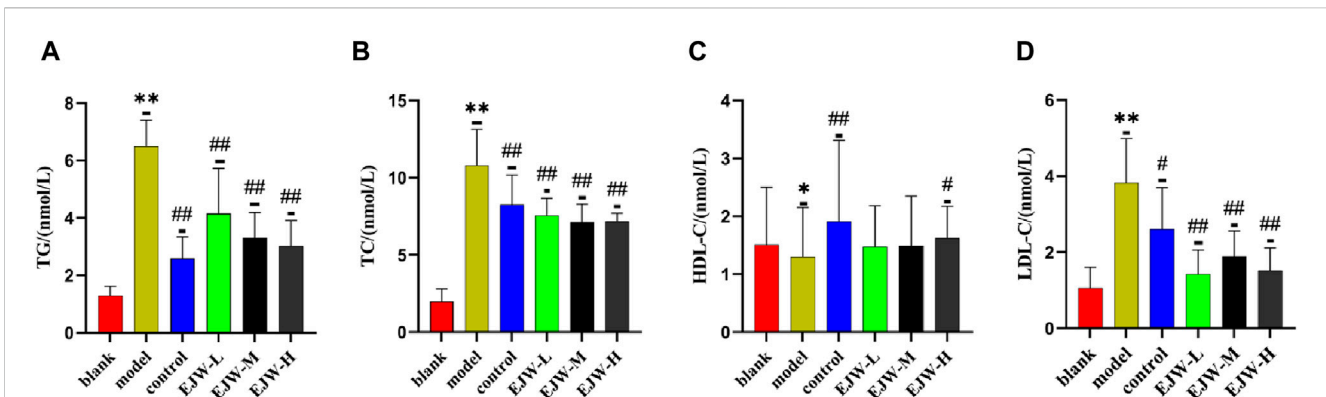 A
TG/(nmol/L)
8
6
4
2
0
**
##
##
##
##
blank
model
control
EJW-L
EJW-M
EJW-H
B
TC/(nmol/L)
15
10
5
0
**
##
##
##
##
blank
model
control
EJW-L
EJW-M
EJW-H
C
HDL-C/(nmol/L)
4
3
2
1
0
*
##
#
blank
model
control
EJW-L
EJW-M
EJW-H
D
LDL-C/(nmol/L)
6
4
2
0
**
#
##
##
##
blank
model
control
EJW-L
EJW-M
EJW-H